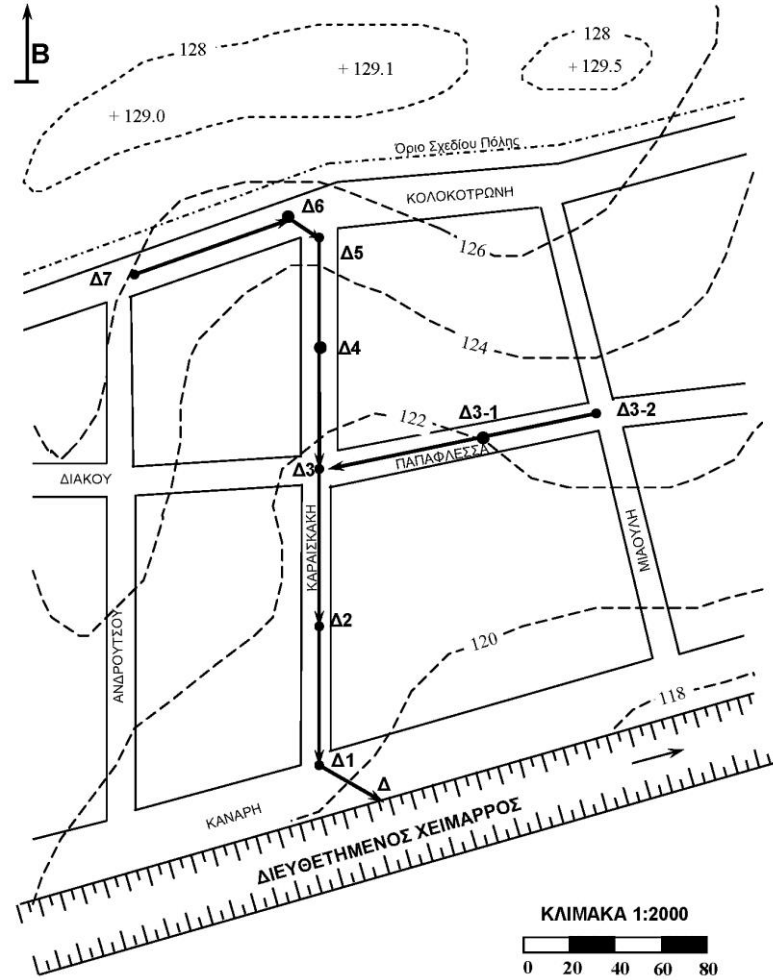 Β
128
128
+ 129.1
+ 129.5
+ 129.0
Όριο Σχεδίου Πόλης
ΚΟΛΟΚΟΤΡΩΝΗ
Δ6
Δ5
126
Δ7
Δ4
124
122
Δ3-1
Δ3-2
ΠΑΠΑΦΛΕΣΣΑ
Δ3
ΔΙΑΚΟΥ
ΚΑΡΑΙΣΚΑΚΗ
ΜΙΑΟΥΛΗ
ΑΝΔΡΟΥΤΣΟΥ
Δ2
120
118
Δ1
Δ
ΚΑΝΑΡΗ
ΔΙΕΥΘΕΤΗΜΕΝΟΣ ΧΕΙΜΑΡΡΟΣ
ΚΛΙΜΑΚΑ 1:2000
0 20 40 60 80